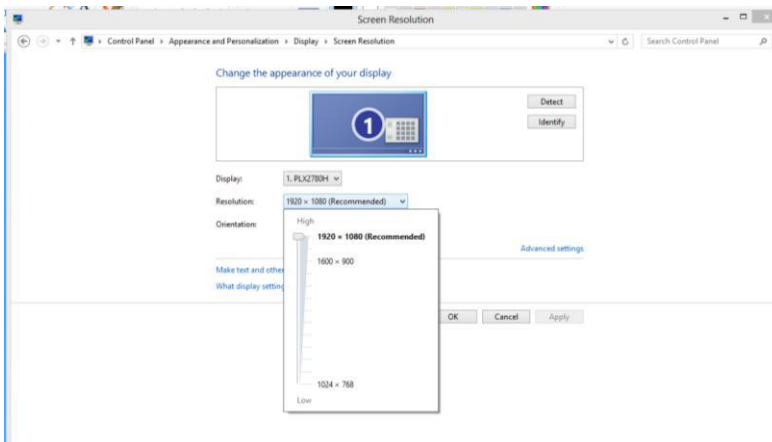 Screen Resolution
Control Panel › Appearance and Personalization › Display › Screen Resolution
Search Control Panel
Change the appearance of your display
1
Detect
Identify
Display: 1. PLX2780H
Resolution: 1920 × 1080 (Recommended)
Orientation:
High
1920 × 1080 (Recommended)
Advanced settings
1600 × 900
Make text and other
What display setting
OK Cancel Apply
1024 × 768
Low